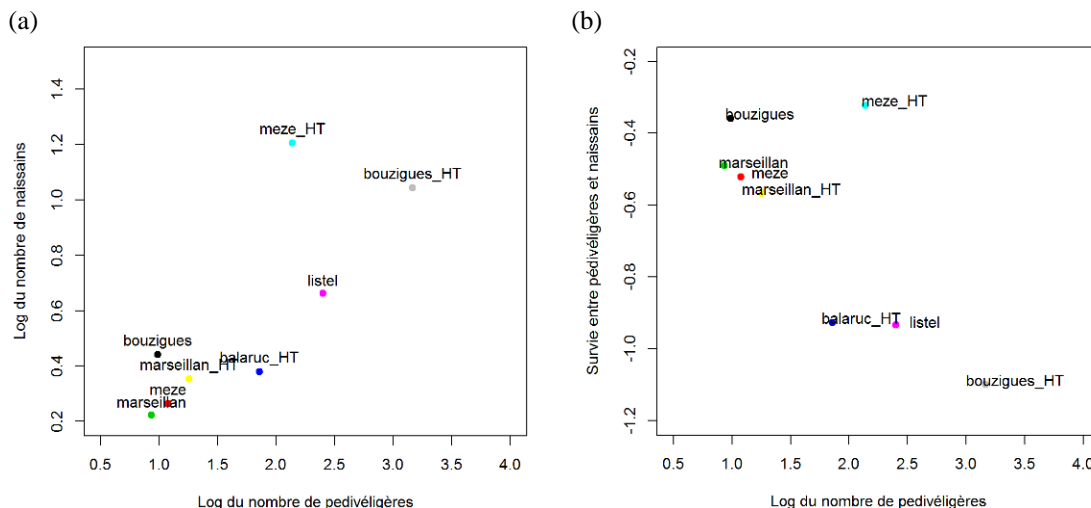 (a)
(b)
Log du nombre de naissains
1.4
1.2
1.0
0.8
0.6
0.4
0.2
meze_HT
bouzigues_HT
listel
bouzigues
balaruc_HT
marseillan_HT
meze
marseillan
0.5 1.0 1.5 2.0 2.5 3.0 3.5 4.0
Log du nombre de pedivéligères
Survie entre pédivéligères et naissains
-0.2
-0.4
-0.6
-0.8
-1.0
-1.2
meze_HT
bouzigues
marseillan
meze
marseillan_HT
balaruc_HT listel
bouzigues_HT
0.5 1.0 1.5 2.0 2.5 3.0 3.5 4.0
Log du nombre de pedivéligères